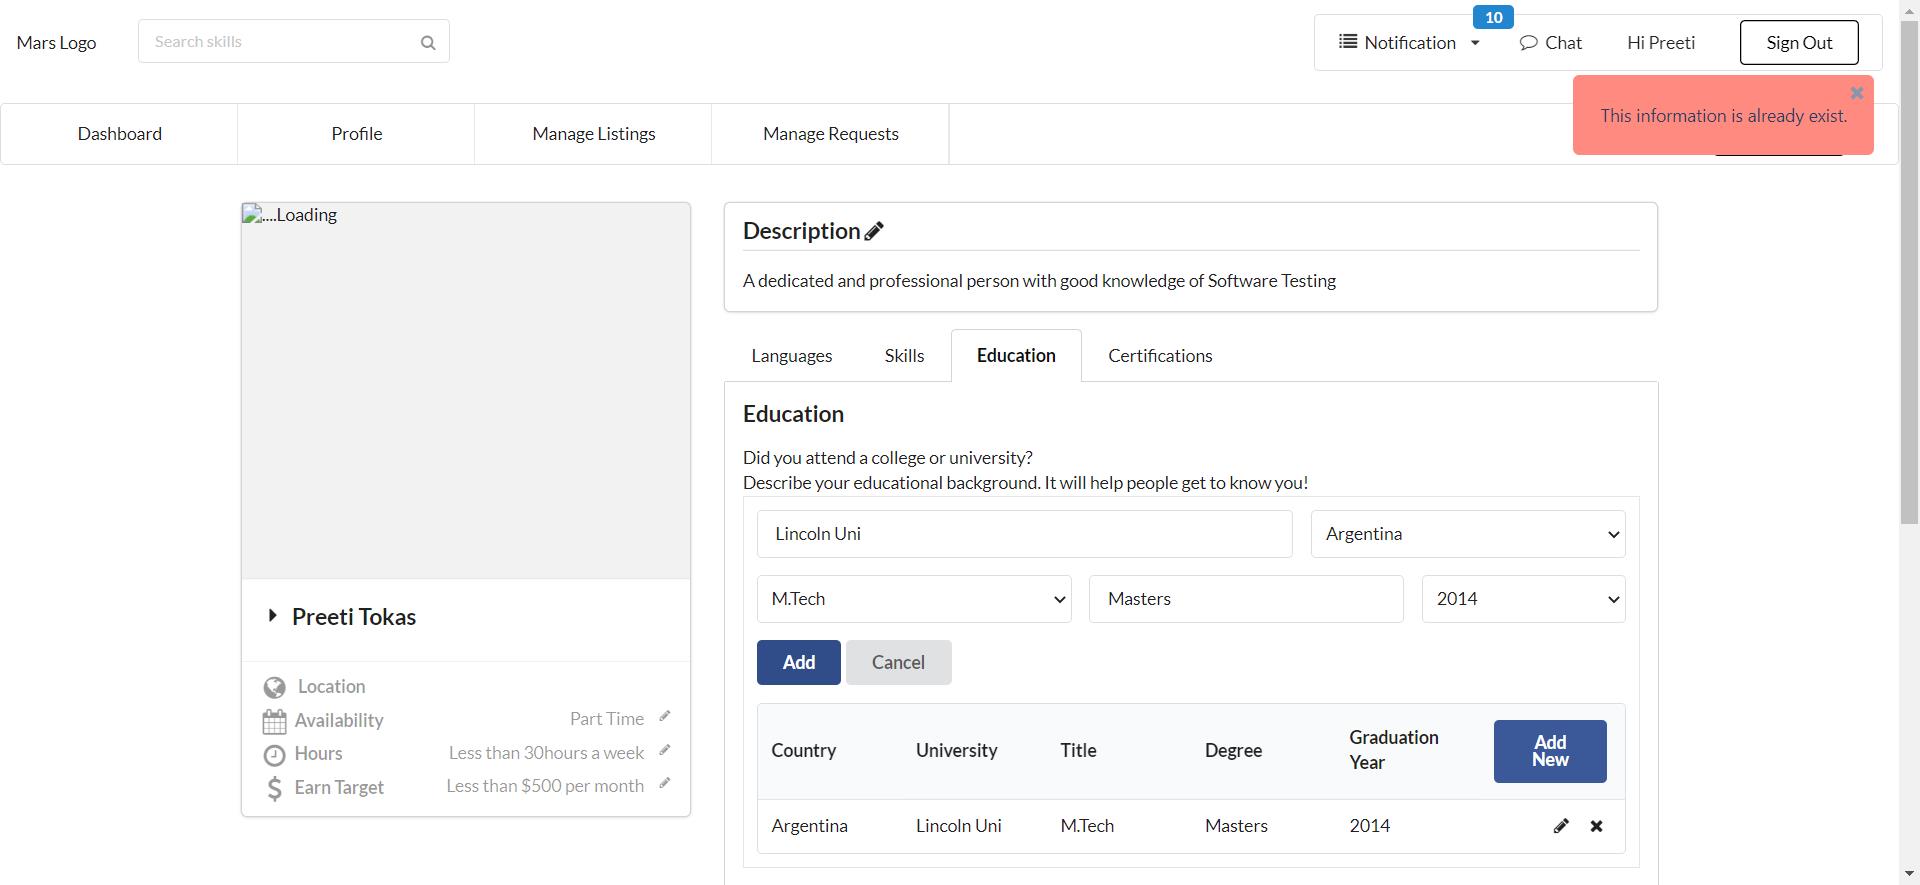 Mars Logo
Search skills
Notification
10
Chat
Hi Preeti
Sign Out
This information is already exist.
Dashboard
Profile
Manage Listings
Manage Requests
....Loading
Preeti Tokas
Location
Availability
Part Time
Hours
Less than 30hours a week
Earn Target
Less than $500 per month
Description
A dedicated and professional person with good knowledge of Software Testing
Languages
Skills
Education
Certifications
Education
Did you attend a college or university?
Describe your educational background. It will help people get to know you!
Lincoln Uni
Argentina
M.Tech
Masters
2014
Add
Cancel
Country
University
Title
Degree
Graduation
Year
Add
New
Argentina
Lincoln Uni
M.Tech
Masters
2014